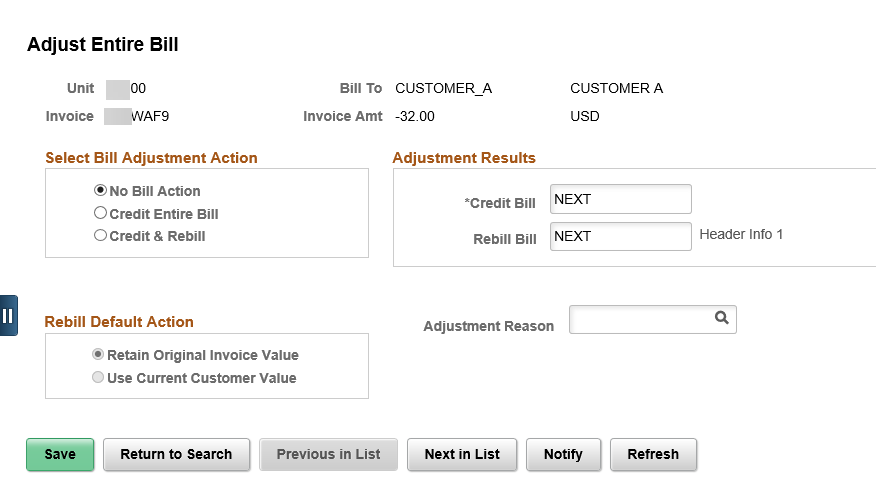 Adjust Entire Bill
Unit 00 Bill To CUSTOMER_A CUSTOMER A
Invoice WAF9 Invoice Amt -32.00 USD
Select Bill Adjustment Action Adjustment Results
No Bill Action
Credit Entire Bill
Credit & Rebill
*Credit Bill NEXT
Rebill Bill NEXT Header Info 1
Rebill Default Action
Adjustment Reason
Retain Original Invoice Value
Use Current Customer Value
Save Return to Search Previous in List Next in List Notify Refresh